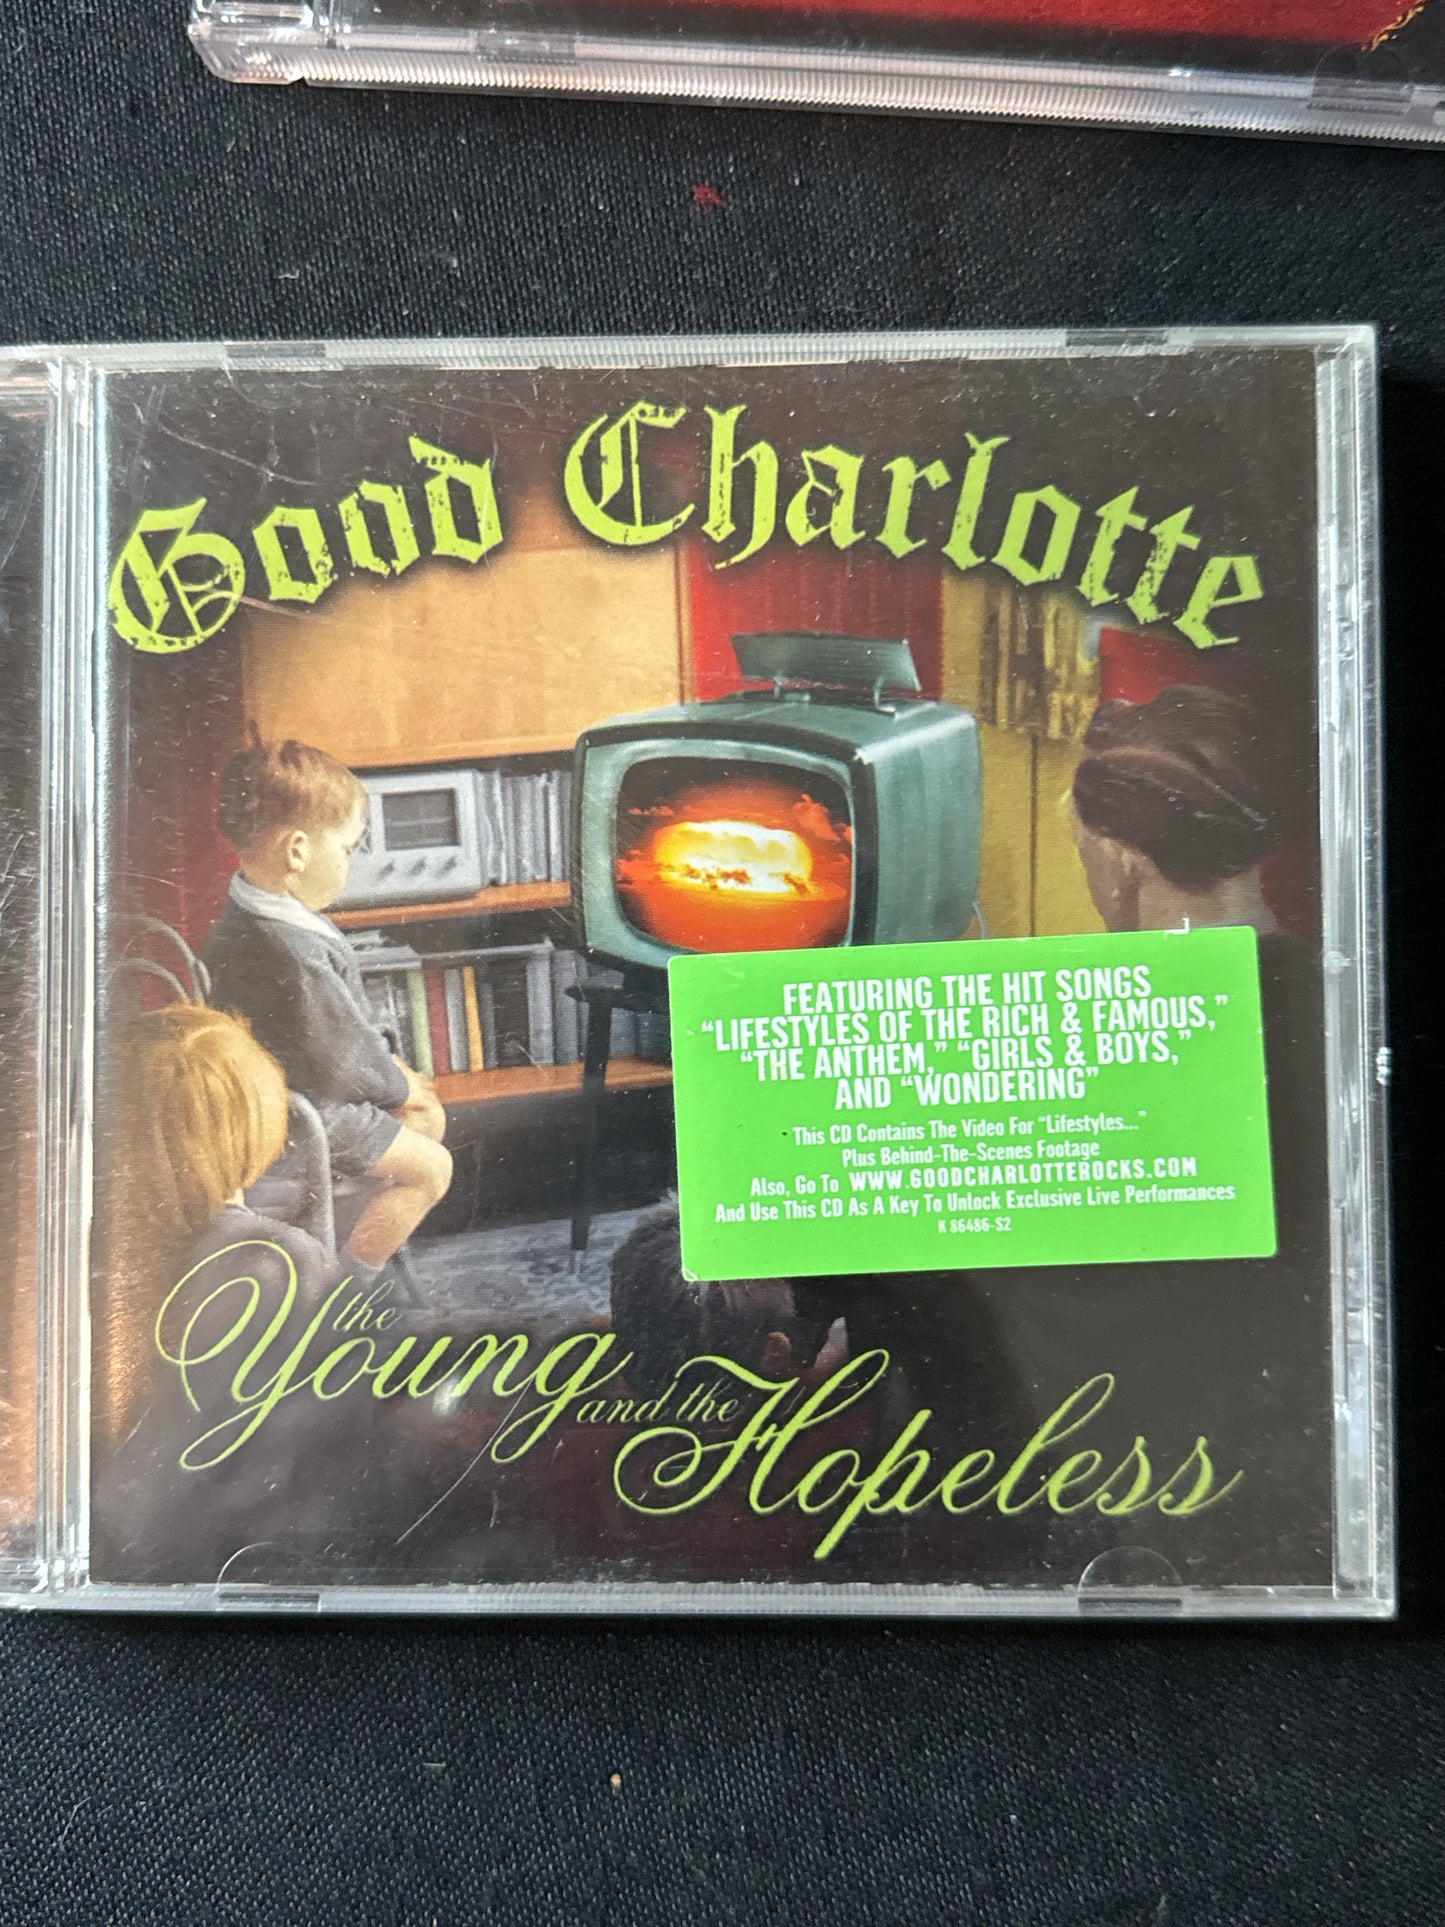 Good Charlotte
FEATURING THE HIT SONGS
“LIFESTYLES OF THE RICH & FAMOUS,”
“THE ANTHEM,” “GIRLS & BOYS,”
AND “WONDERING”
This CD Contains The Video For “Lifestyles...”
Plus Behind-The-Scenes Footage
Also, Go To WWW.GOODCHARLOTTEROCKS.COM
And Use This CD As A Key To Unlock Exclusive Live Performances
K 86486-S2
the
Young
and the
Hopeless